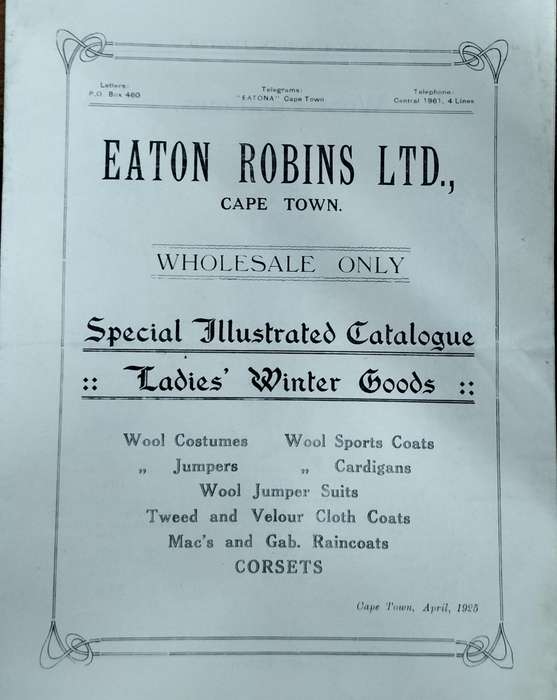 Letters:
P.O. Box 460
Telegrams:
"EATONA" Cape Town
Telephone:
Central 1961, 4 Lines
EATON ROBINS LTD.,
CAPE TOWN.
WHOLESALE ONLY
Special Illustrated Catalogue
:: Ladies' Winter Goods ::
Wool Costumes Wool Sports Coats
„ Jumpers „ Cardigans
Wool Jumper Suits
Tweed and Velour Cloth Coats
Mac's and Gab. Raincoats
CORSETS
Cape Town, April, 1925